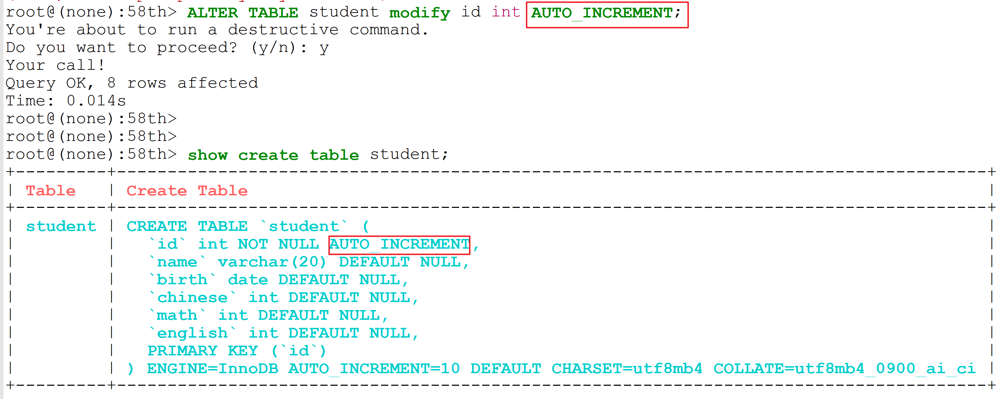 root@(none):58th> ALTER TABLE student modify id int AUTO_INCREMENT;
You're about to run a destructive command.
Do you want to proceed? (y/n): y
Your call!
Query OK, 8 rows affected
Time: 0.014s
root@(none):58th>
root@(none):58th>
root@(none):58th> show create table student;
+---------+--------------------------------------------------------------------------------------+
| Table   | Create Table                                                                         |
+---------+--------------------------------------------------------------------------------------+
| student | CREATE TABLE `student` (                                                             |
|         |   `id` int NOT NULL AUTO_INCREMENT,                                                  |
|         |   `name` varchar(20) DEFAULT NULL,                                                   |
|         |   `birth` date DEFAULT NULL,                                                         |
|         |   `chinese` int DEFAULT NULL,                                                        |
|         |   `math` int DEFAULT NULL,                                                           |
|         |   `english` int DEFAULT NULL,                                                        |
|         |   PRIMARY KEY (`id`)                                                                 |
|         | ) ENGINE=InnoDB AUTO_INCREMENT=10 DEFAULT CHARSET=utf8mb4 COLLATE=utf8mb4_0900_ai_ci |
+---------+--------------------------------------------------------------------------------------+